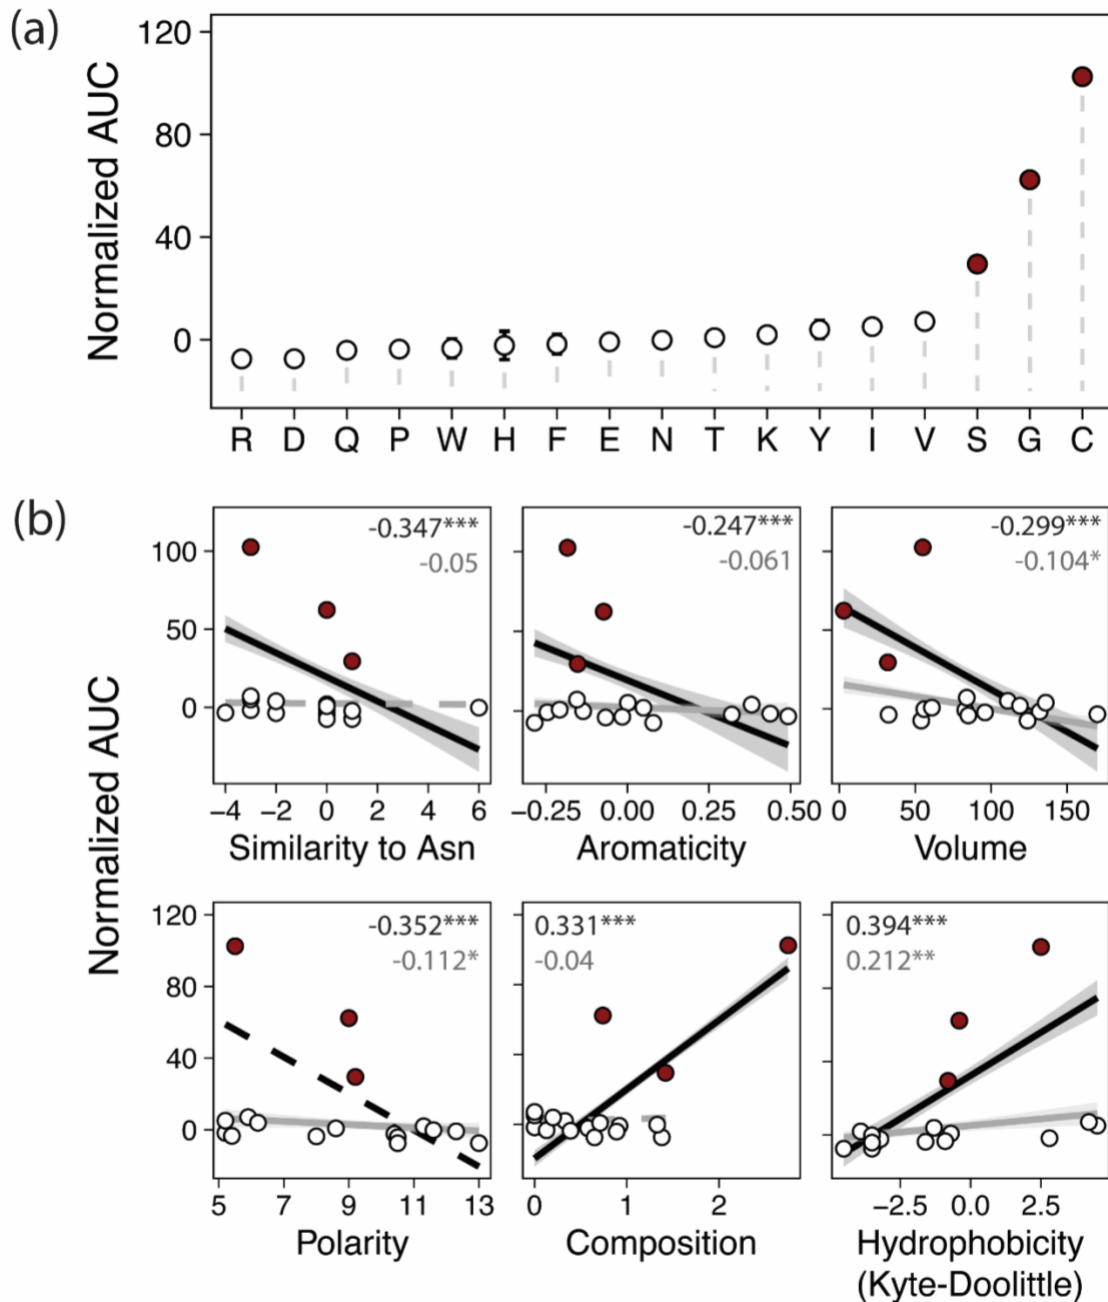 (a)
Normalized AUC
120
80
40
0
R D Q P W H F E N T K Y I V S G C
(b)
Normalized AUC
100
50
0
-0.347***
-0.05
−4 −2 0 2 4 6
Similarity to Asn
-0.247***
-0.061
−0.25 0.00 0.25 0.50
Aromaticity
-0.299***
-0.104*
0 50 100 150
Volume
120
80
40
0
-0.352***
-0.112*
5 7 9 11 13
Polarity
0.331***
-0.04
0 1 2
Composition
0.394***
0.212**
−2.5 0.0 2.5
Hydrophobicity
(Kyte-Doolittle)